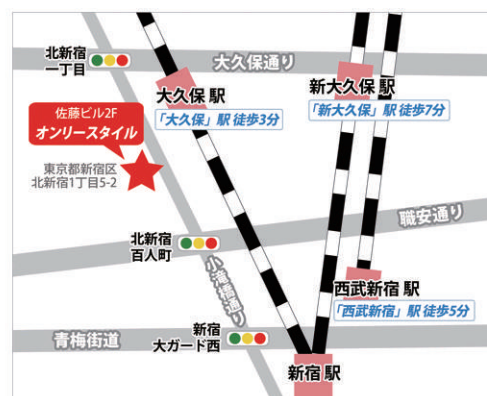 北新宿
一丁目
大久保通り
大久保 駅
「大久保」駅 徒歩3分
新大久保 駅
「新大久保」駅 徒歩7分
佐藤ビル2F
オンリースタイル
東京都新宿区
北新宿1丁目5-2
職安通り
北新宿
百人町
小滝橋通り
西武新宿 駅
「西武新宿」駅 徒歩5分
青梅街道
新宿
大ガード西
新宿 駅